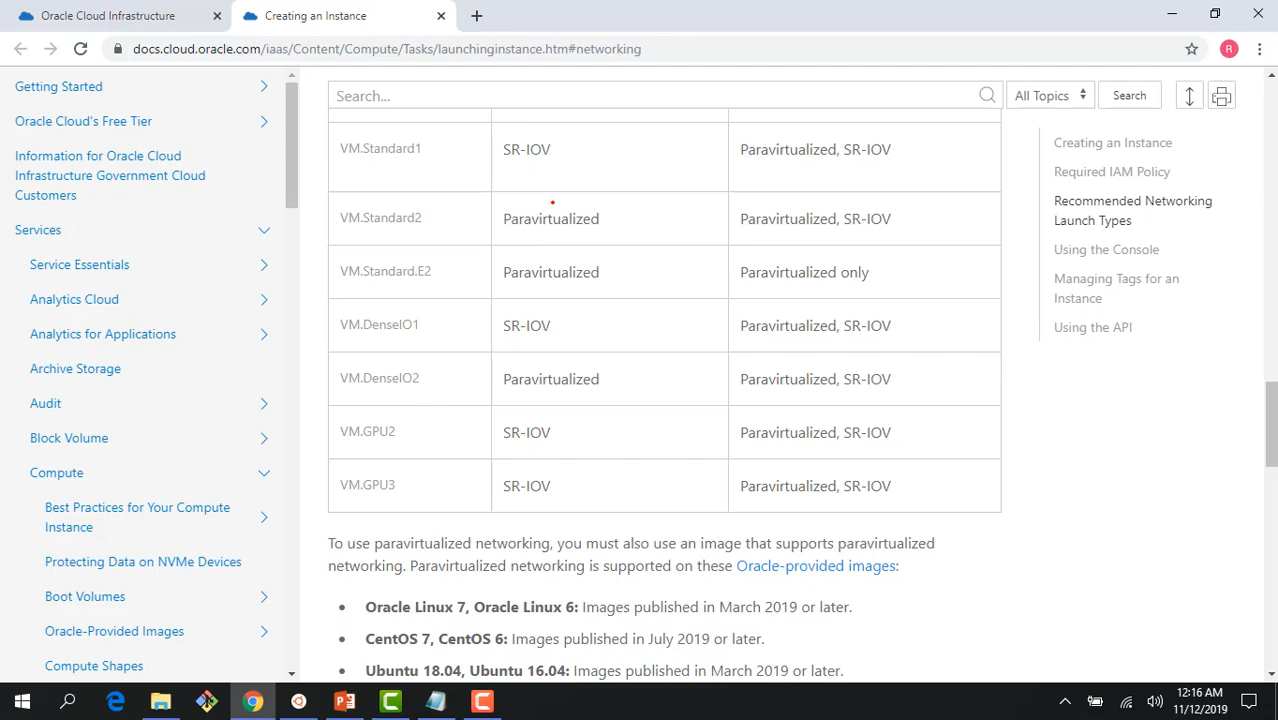 Oracle Cloud Infrastructure
Creating an Instance
docs.cloud.oracle.com/iaas/Content/Compute/Tasks/launchinginstance.htm#networking
R
Getting Started
Oracle Cloud's Free Tier
Information for Oracle Cloud
Infrastructure Government Cloud
Customers
Services
Service Essentials
Analytics Cloud
Analytics for Applications
Archive Storage
Audit
Block Volume
Compute
Best Practices for Your Compute
Instance
Protecting Data on NVMe Devices
Boot Volumes
Oracle-Provided Images
Compute Shapes
Search...
All Topics
Search
VM.Standard1 SR-IOV Paravirtualized, SR-IOV
VM.Standard2 Paravirtualized Paravirtualized, SR-IOV
VM.Standard.E2 Paravirtualized Paravirtualized only
VM.DenseIO1 SR-IOV Paravirtualized, SR-IOV
VM.DenseIO2 Paravirtualized Paravirtualized, SR-IOV
VM.GPU2 SR-IOV Paravirtualized, SR-IOV
VM.GPU3 SR-IOV Paravirtualized, SR-IOV
To use paravirtualized networking, you must also use an image that supports paravirtualized
networking. Paravirtualized networking is supported on these Oracle-provided images:
• Oracle Linux 7, Oracle Linux 6: Images published in March 2019 or later.
• CentOS 7, CentOS 6: Images published in July 2019 or later.
• Ubuntu 18.04, Ubuntu 16.04: Images published in March 2019 or later.
Creating an Instance
Required IAM Policy
Recommended Networking
Launch Types
Using the Console
Managing Tags for an
Instance
Using the API
12:16 AM
11/12/2019